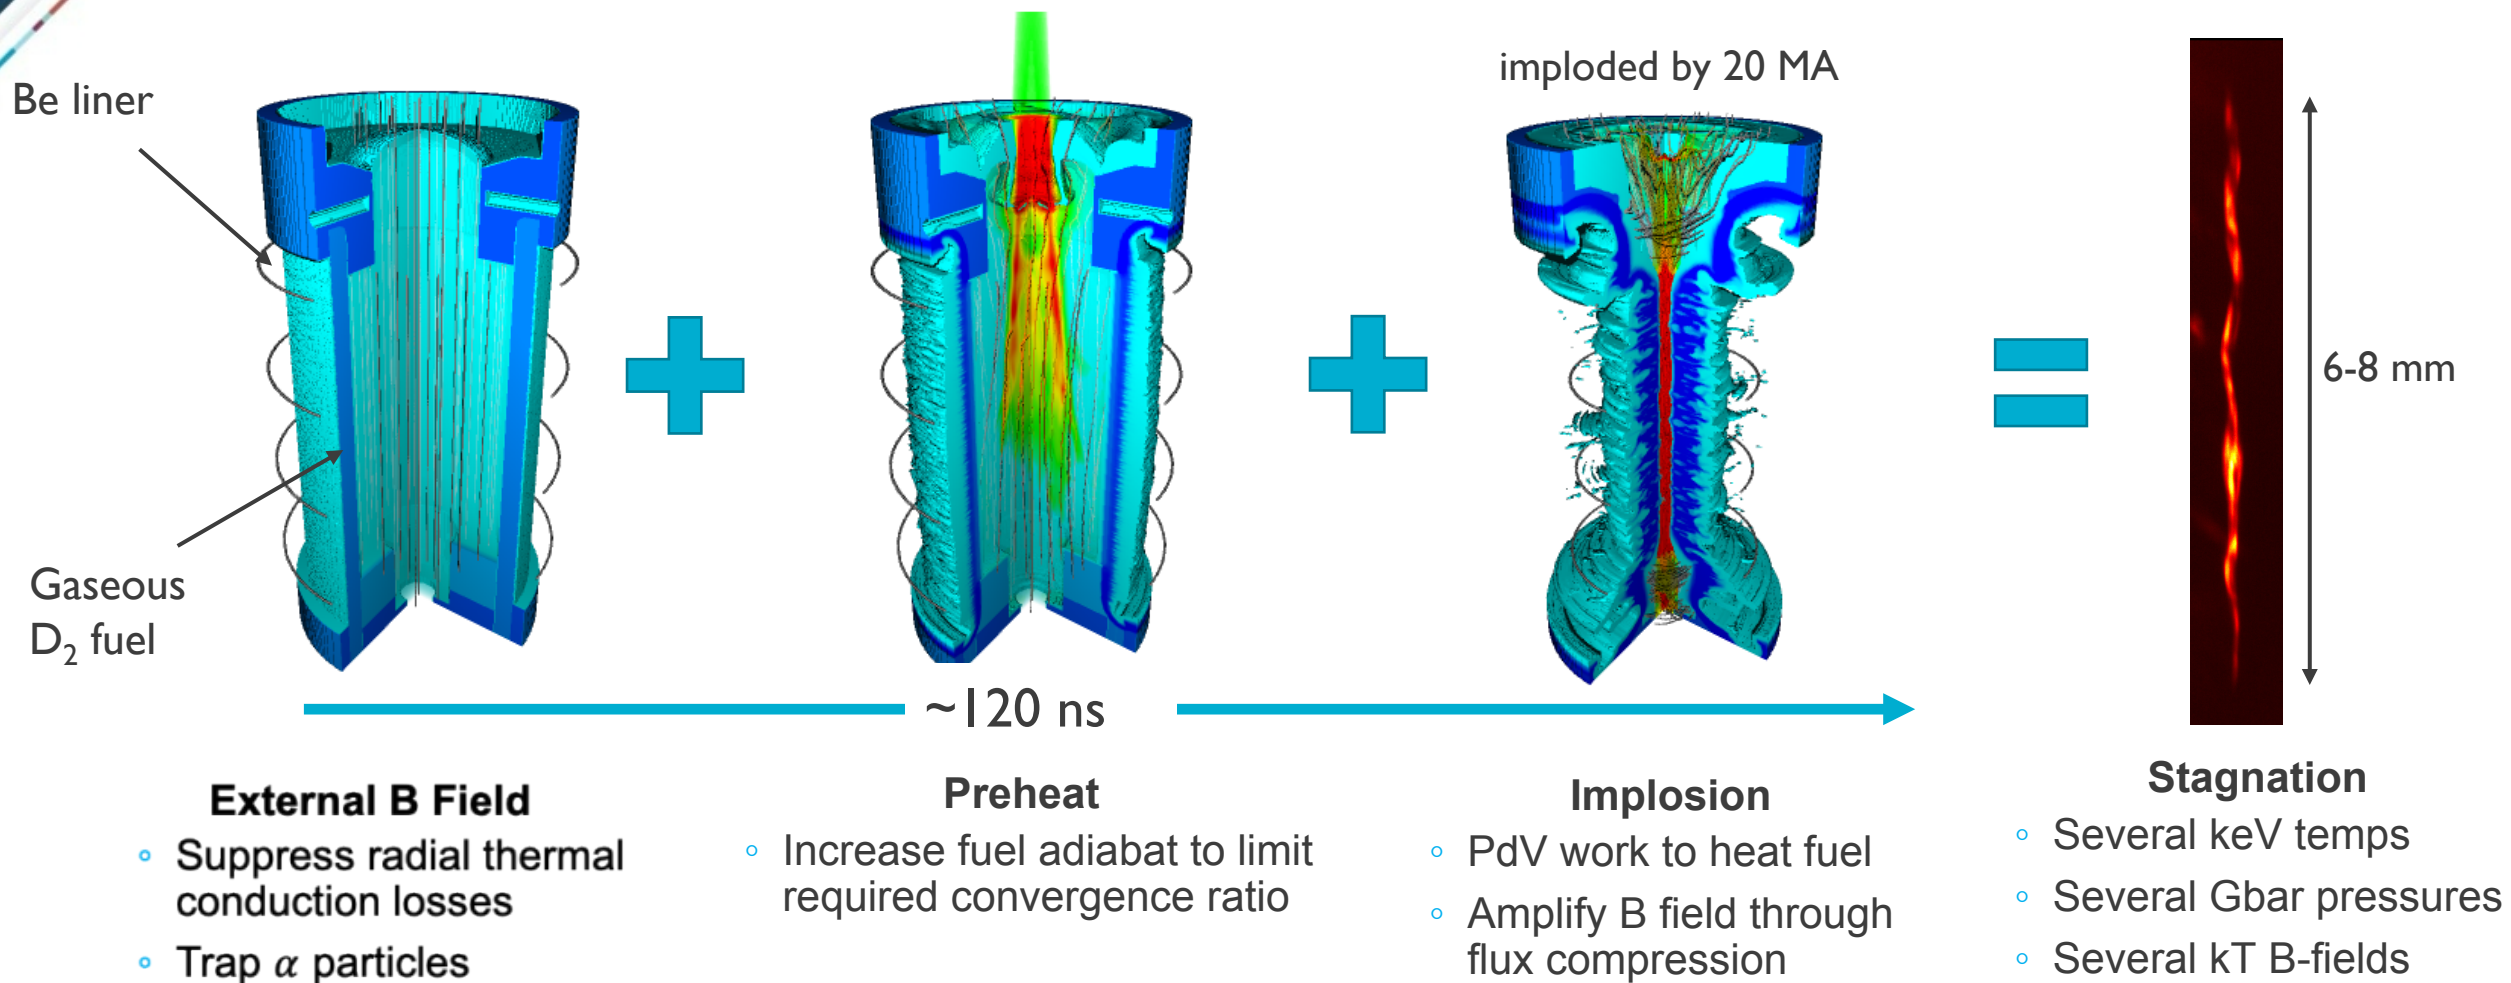 Be liner
Gaseous
D₂ fuel
imploded by 20 MA
6-8 mm
~120 ns
External B Field
◦ Suppress radial thermal
conduction losses
◦ Trap α particles
Preheat
◦ Increase fuel adiabat to limit
required convergence ratio
Implosion
◦ PdV work to heat fuel
◦ Amplify B field through
flux compression
Stagnation
◦ Several keV temps
◦ Several Gbar pressures
◦ Several kT B-fields